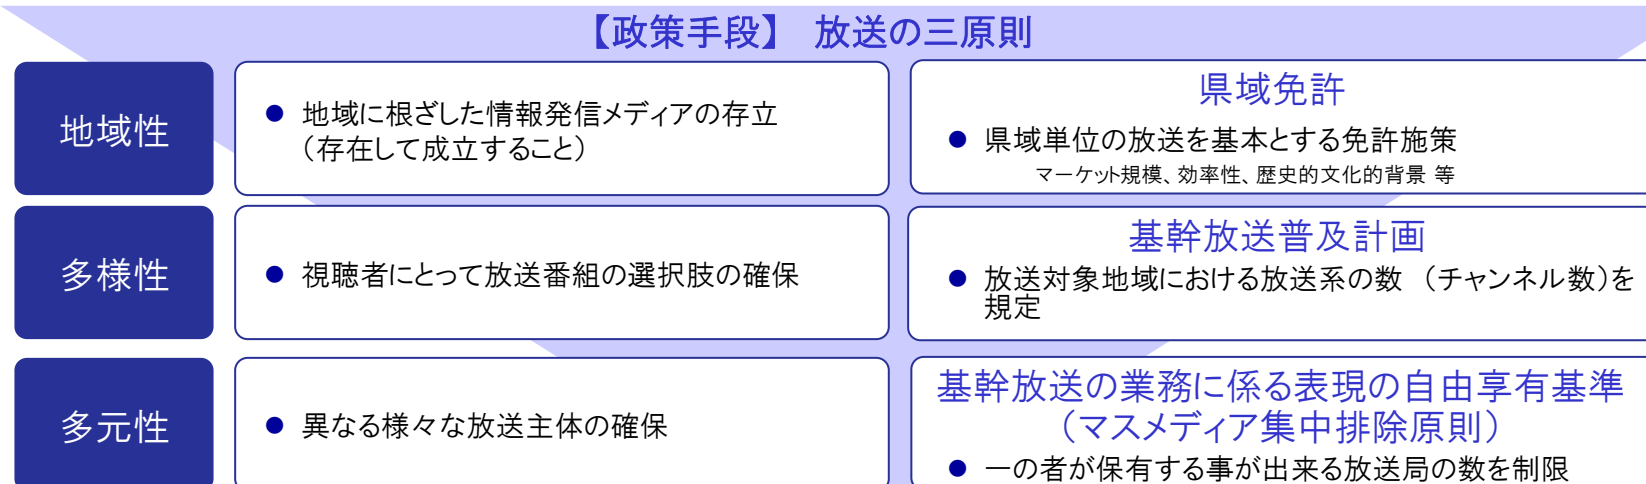 【政策手段】　放送の三原則
地域性
● 地域に根ざした情報発信メディアの存立
（存在して成立すること）
県域免許
● 県域単位の放送を基本とする免許施策
マーケット規模、効率性、歴史的文化的背景 等
多様性
● 視聴者にとって放送番組の選択肢の確保
基幹放送普及計画
● 放送対象地域における放送系の数　（チャンネル数）を
規定
多元性
● 異なる様々な放送主体の確保
基幹放送の業務に係る表現の自由享有基準
（マスメディア集中排除原則）
● 一の者が保有する事が出来る放送局の数を制限